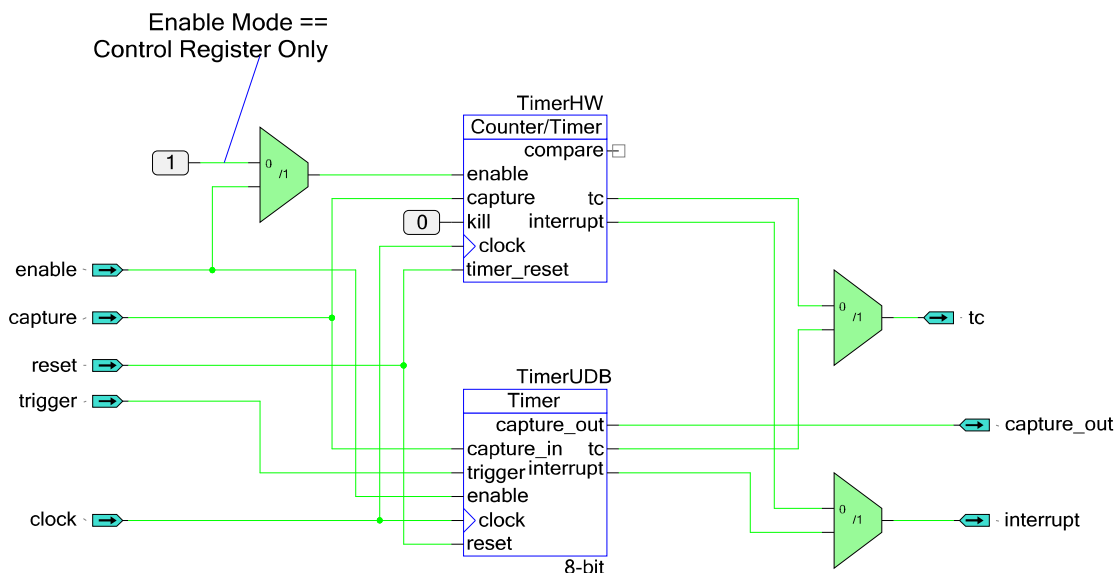 Enable Mode ==
Control Register Only
TimerHW
Counter/Timer
compare
1
0
/1
enable
capture
tc
0
kill
interrupt
clock
timer_reset
enable
capture
reset
trigger
clock
0
/1
tc
TimerUDB
Timer
capture_out
capture_in
tc
trigger
interrupt
enable
clock
reset
8-bit
capture_out
0
/1
interrupt